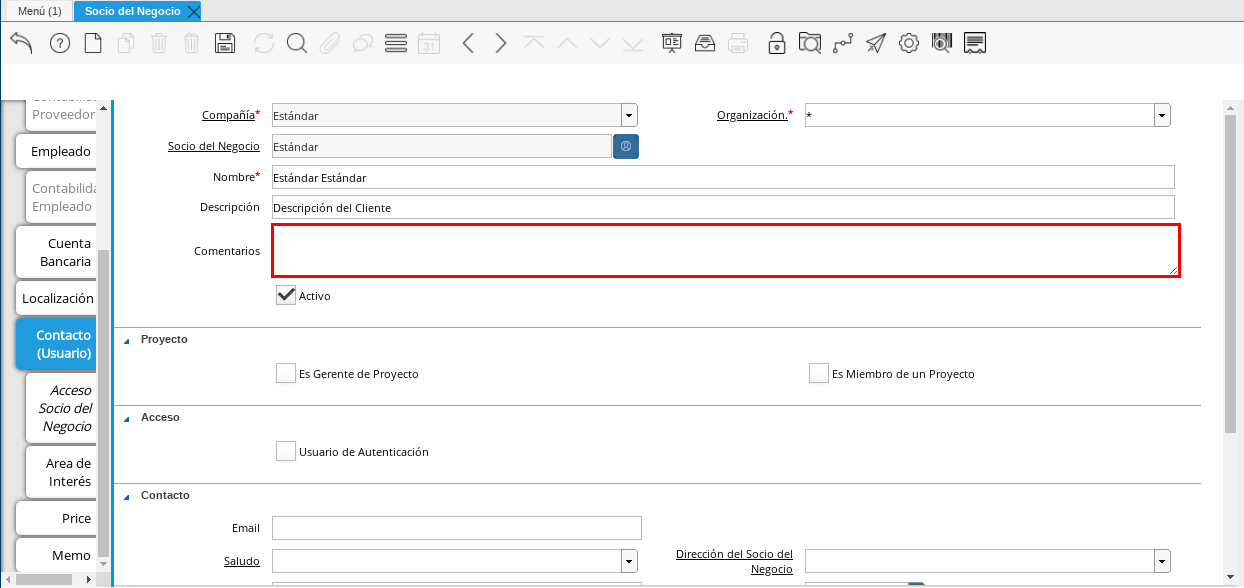 Menú (1)
Socio del Negocio
31
Proveedor
Compañía*
Estándar
Organización.*
*
Empleado
Socio del Negocio
Estándar
Nombre*
Estándar Estándar
Contabilida
Empleado
Descripción
Descripción del Cliente
Cuenta
Bancaria
Comentarios
Localización
Activo
Contacto
(Usuario)
Proyecto
Es Gerente de Proyecto
Es Miembro de un Proyecto
Acceso
Socio del
Negocio
Acceso
Usuario de Autenticación
Area de
Interés
Contacto
Price
Email
Memo
Saludo
Dirección del Socio del
Negocio